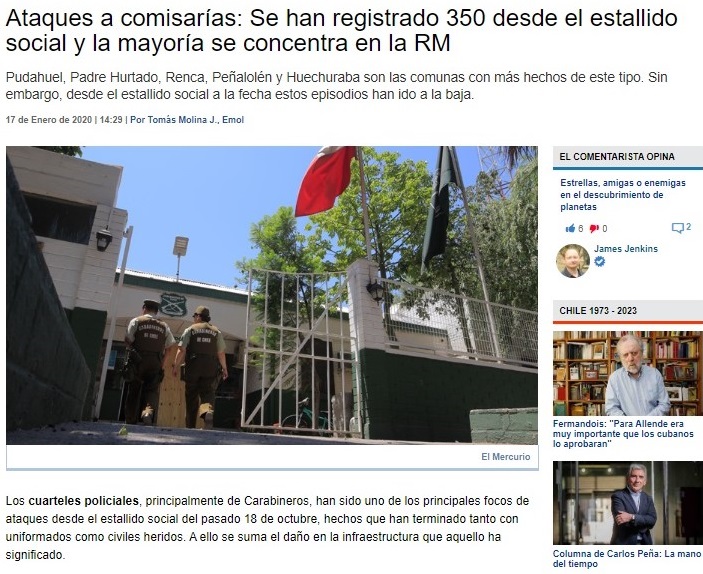 Ataques a comisarías: Se han registrado 350 desde el estallido
social y la mayoría se concentra en la RM
Pudahuel, Padre Hurtado, Renca, Peñalolén y Huechuraba son las comunas con más hechos de este tipo. Sin
embargo, desde el estallido social a la fecha estos episodios han ido a la baja.
17 de Enero de 2020 | 14:29 | Por Tomás Molina J., Emol
CARABINEROS
DE CHILE
CARABINEROS
DE CHILE
El Mercurio
Los cuarteles policiales, principalmente de Carabineros, han sido uno de los principales focos de
ataques desde el estallido social del pasado 18 de octubre, hechos que han terminado tanto con
uniformados como civiles heridos. A ello se suma el daño en la infraestructura que aquello ha
significado.
EL COMENTARISTA OPINA
Estrellas, amigas o enemigas
en el descubrimiento de
planetas
6 0 2
James Jenkins
CHILE 1973 - 2023
Fermandois: "Para Allende era
muy importante que los cubanos
lo aprobaran"
Columna de Carlos Peña: La mano
del tiempo